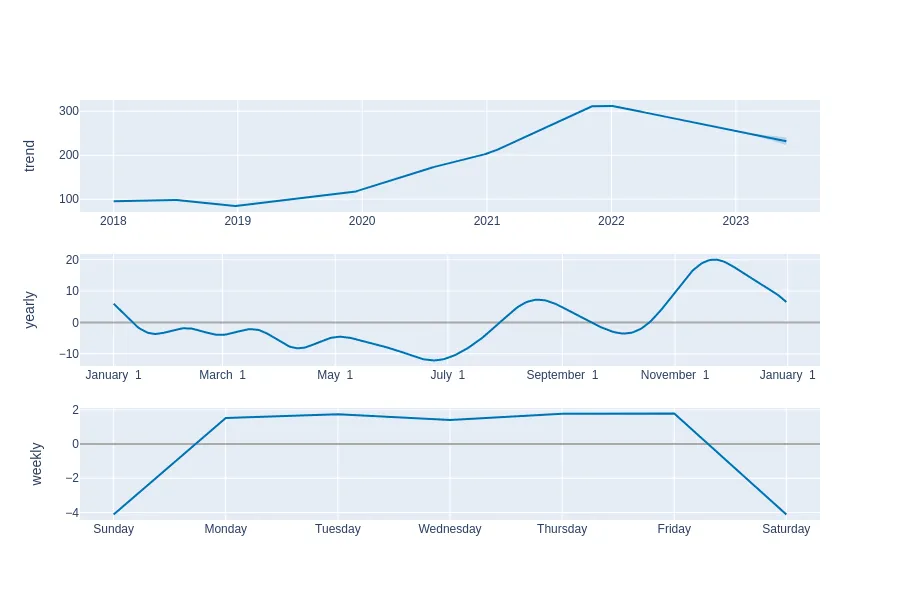 trend
300
200
100
2018 2019 2020 2021 2022 2023
yearly
20
10
0
−10
January 1 March 1 May 1 July 1 September 1 November 1 January 1
weekly
2
0
−2
−4
Sunday Monday Tuesday Wednesday Thursday Friday Saturday